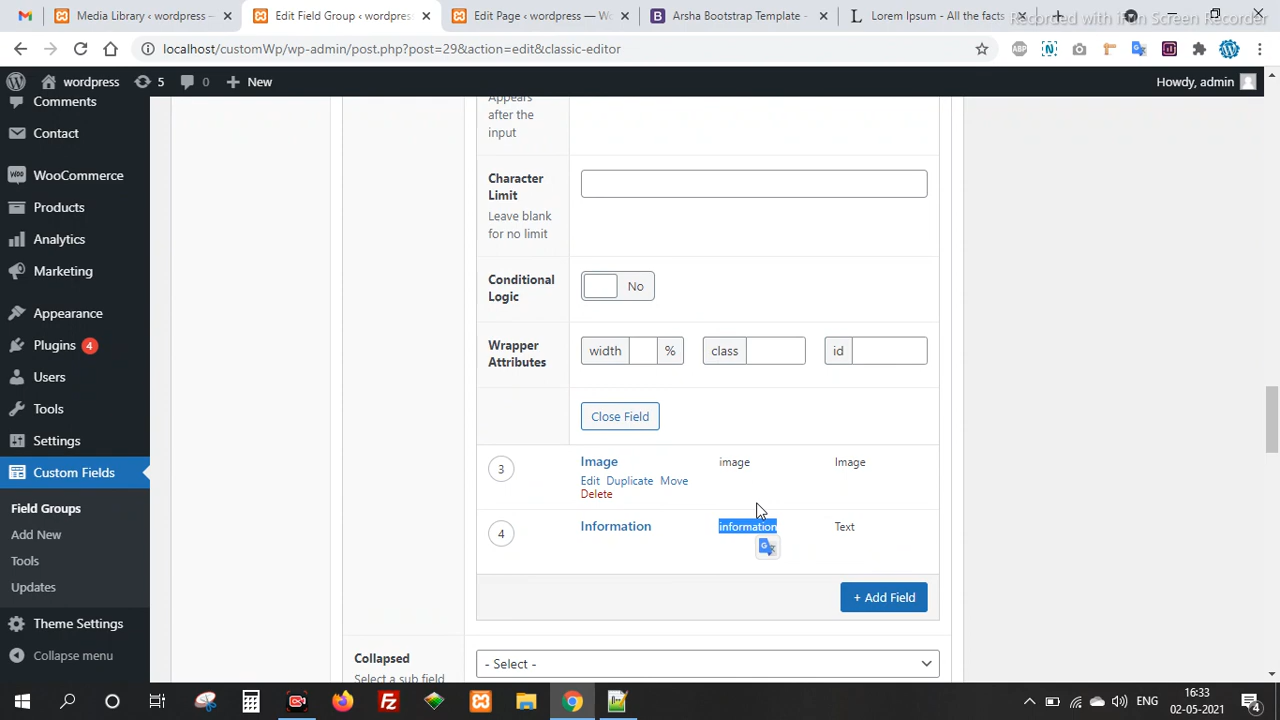 Media Library ‹ wordpress —
Edit Field Group ‹ wordpress
Edit Page ‹ wordpress — Wo
Arsha Bootstrap Template -
Lorem Ipsum - All the facts
Recorded with iFun Screen Recorder
localhost/customWp/wp-admin/post.php?post=29&action=edit&classic-editor
wordpress
5
0
New
Howdy, admin
Comments
Contact
WooCommerce
Products
Analytics
Marketing
Appearance
Plugins 4
Users
Tools
Settings
Custom Fields
Field Groups
Add New
Tools
Updates
Theme Settings
Collapse menu
Appears
after the
input
Character
Limit
Leave blank
for no limit
Conditional
Logic
No
Wrapper
Attributes
width % class id
Close Field
3 Image image Image
Edit Duplicate Move
Delete
4 Information information Text
+ Add Field
Collapsed
Select a sub field
- Select -
ENG
16:33
02-05-2021
4